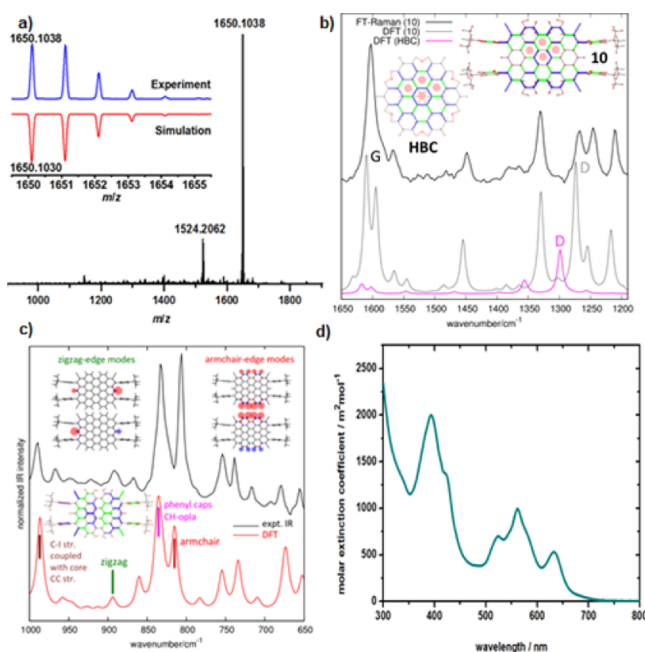 a)
1650.1038
1650.1038
Experiment
Simulation
1650.1030
1650 1651 1652 1653 1654 1655
m/z
1524.2062
1000 1200 1400 1600 1800
m/z
b)
FT-Raman (10)
DFT (10)
DFT (HBC)
10
HBC
G
D
D
1650 1600 1550 1500 1450 1400 1350 1300 1250 1200
wavenumber/cm-1
c)
zigzag-edge modes
armchair-edge modes
normalized IR intensity
phenyl caps
CH-opla
expt. IR
DFT
C-I str.
coupled
with core
CC str.
zigzag
armchair
1000 950 900 850 800 750 700 650
wavenumber/cm-1
d)
molar extinction coefficient / m²mol-1
2500
2000
1500
1000
500
0
300 400 500 600 700 800
wavelength / nm